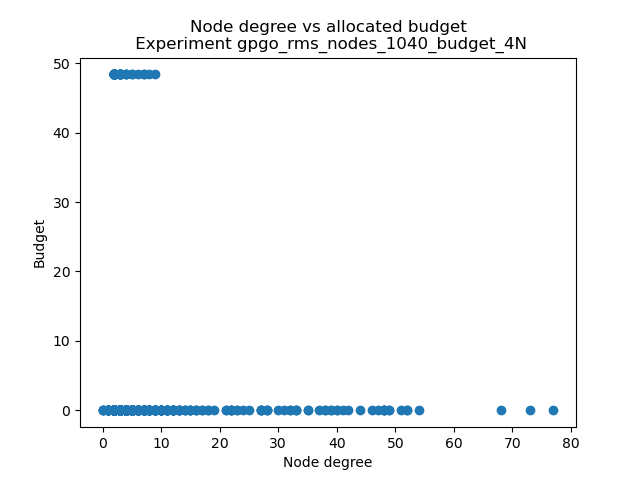 Node degree vs allocated budget
Experiment gpgo_rms_nodes_1040_budget_4N
50
40
30
20
10
0
Budget
0 10 20 30 40 50 60 70 80
Node degree